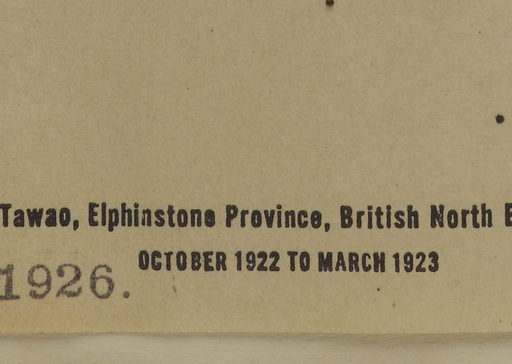 Tawao, Elphinstone Province, British North
OCTOBER 1922 TO MARCH 1923
1926.